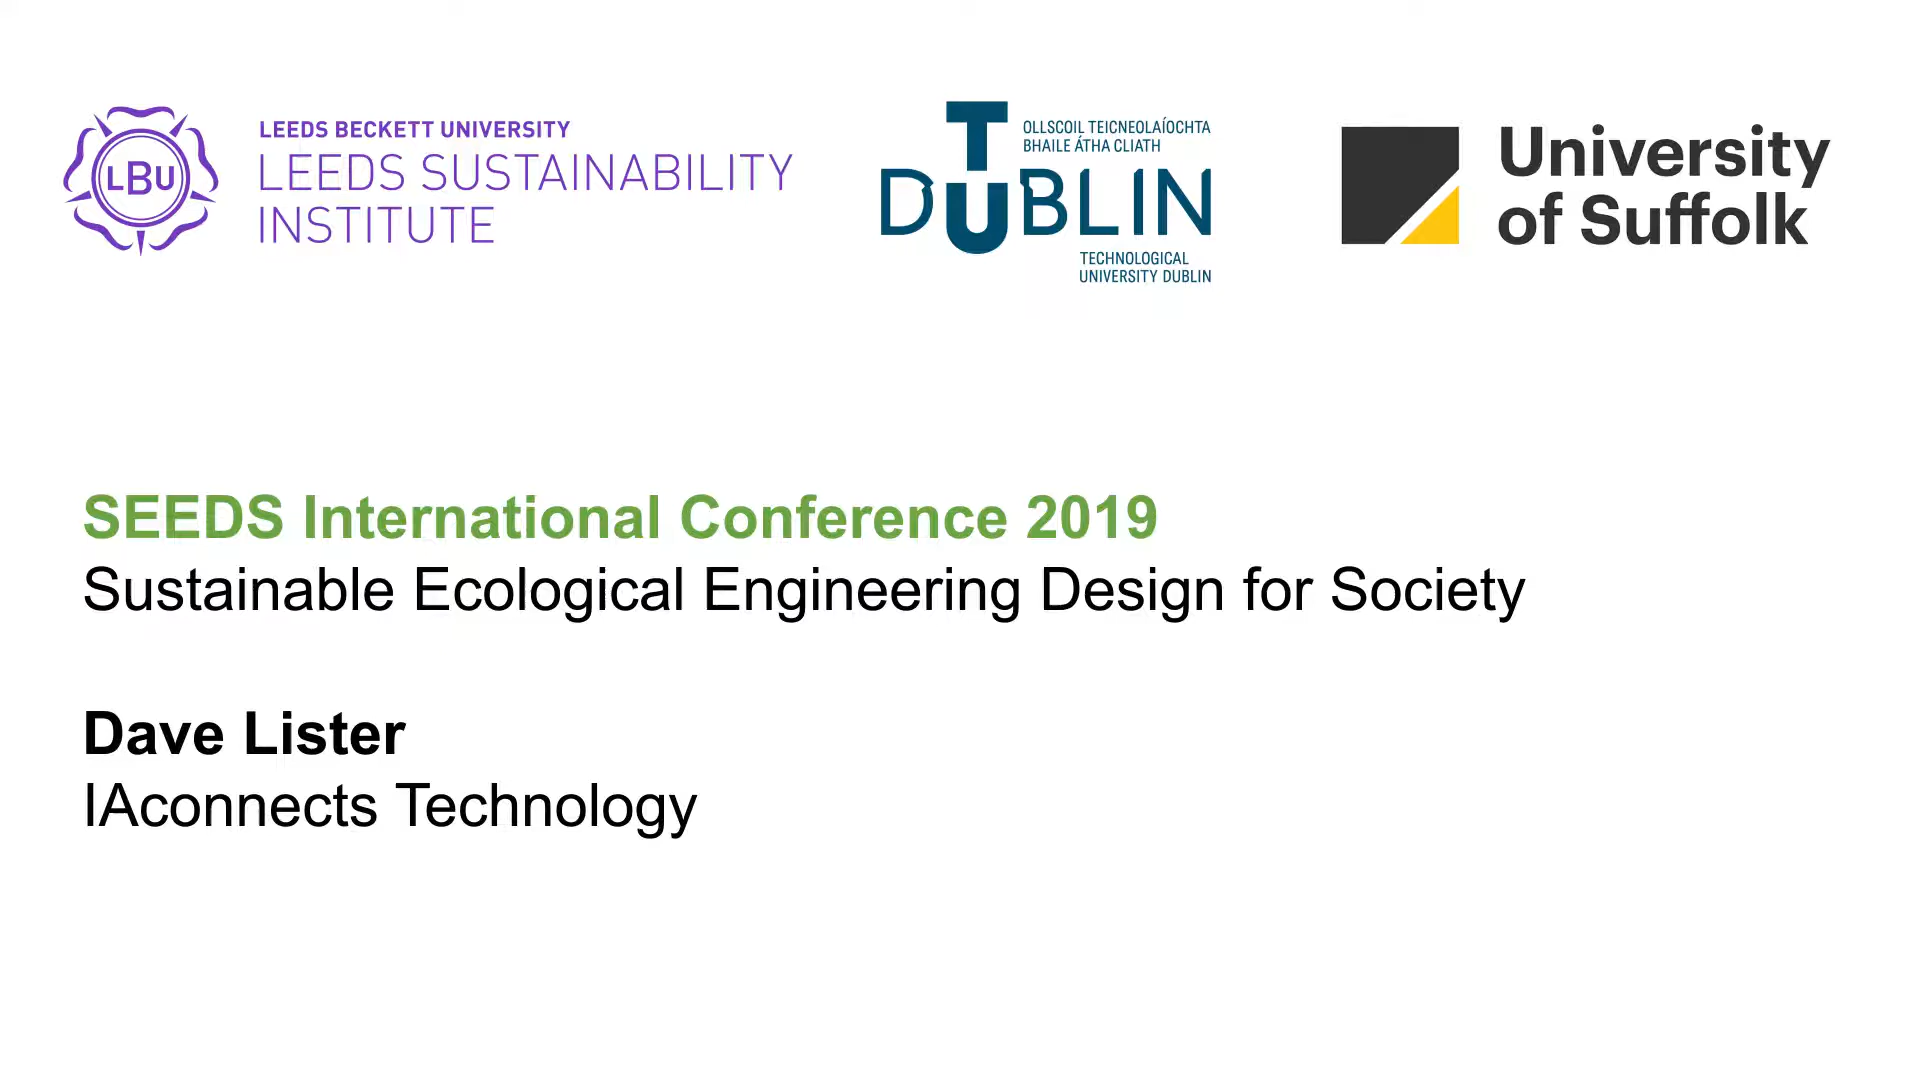 LBU
LEEDS BECKETT UNIVERSITY
LEEDS SUSTAINABILITY
INSTITUTE
OLLSCOIL TEICNEOLAÍOCHTA
BHAILE ÁTHA CLIATH
TU DUBLIN
TECHNOLOGICAL
UNIVERSITY DUBLIN
University
of Suffolk
SEEDS International Conference 2019
Sustainable Ecological Engineering Design for Society
Dave Lister
IAconnects Technology